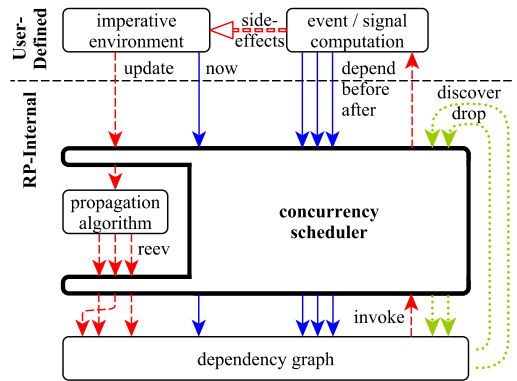 User-
Defined
imperative
environment
side-
effects
event / signal
computation
update
now
depend
before
after
discover
drop
RP-Internal
propagation
algorithm
reev
concurrency
scheduler
invoke
dependency graph